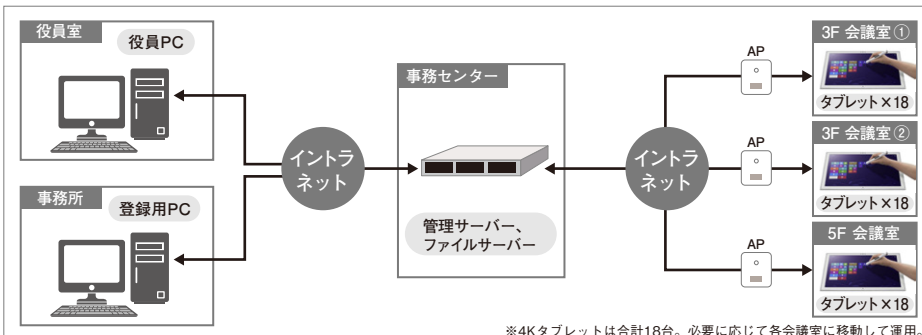 役員室
役員PC
事務所
登録用PC
イントラ
ネット
事務センター
管理サーバー、
ファイルサーバー
イントラ
ネット
AP
3F 会議室①
タブレット×18
AP
3F 会議室②
タブレット×18
AP
5F 会議室
タブレット×18
※4Kタブレットは合計18台。必要に応じて各会議室に移動して運用。